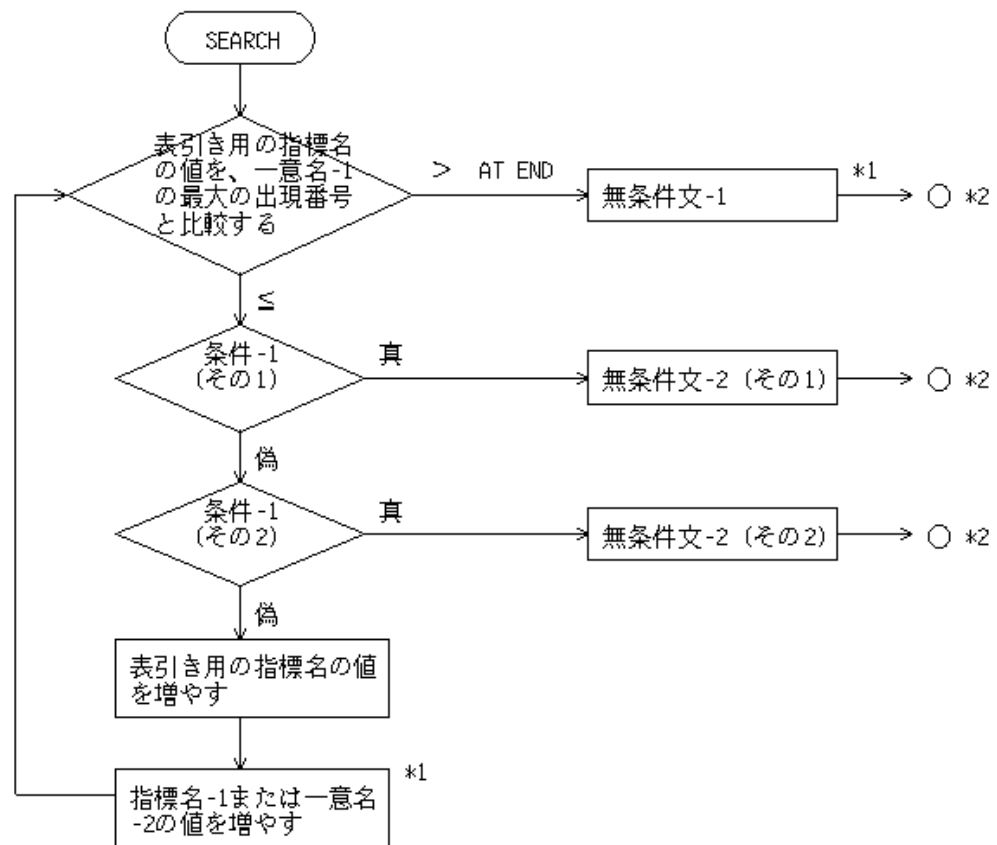 SEARCH
表引き用の指標名
の値を、一意名-1
の最大の出現番号
と比較する
> AT END
無条件文-1
*1
*2
≦
条件-1
(その1)
真
無条件文-2 (その1)
*2
偽
条件-1
(その2)
真
無条件文-2 (その2)
*2
偽
表引き用の指標名の値
を増やす
指標名-1または一意名
-2の値を増やす
*1